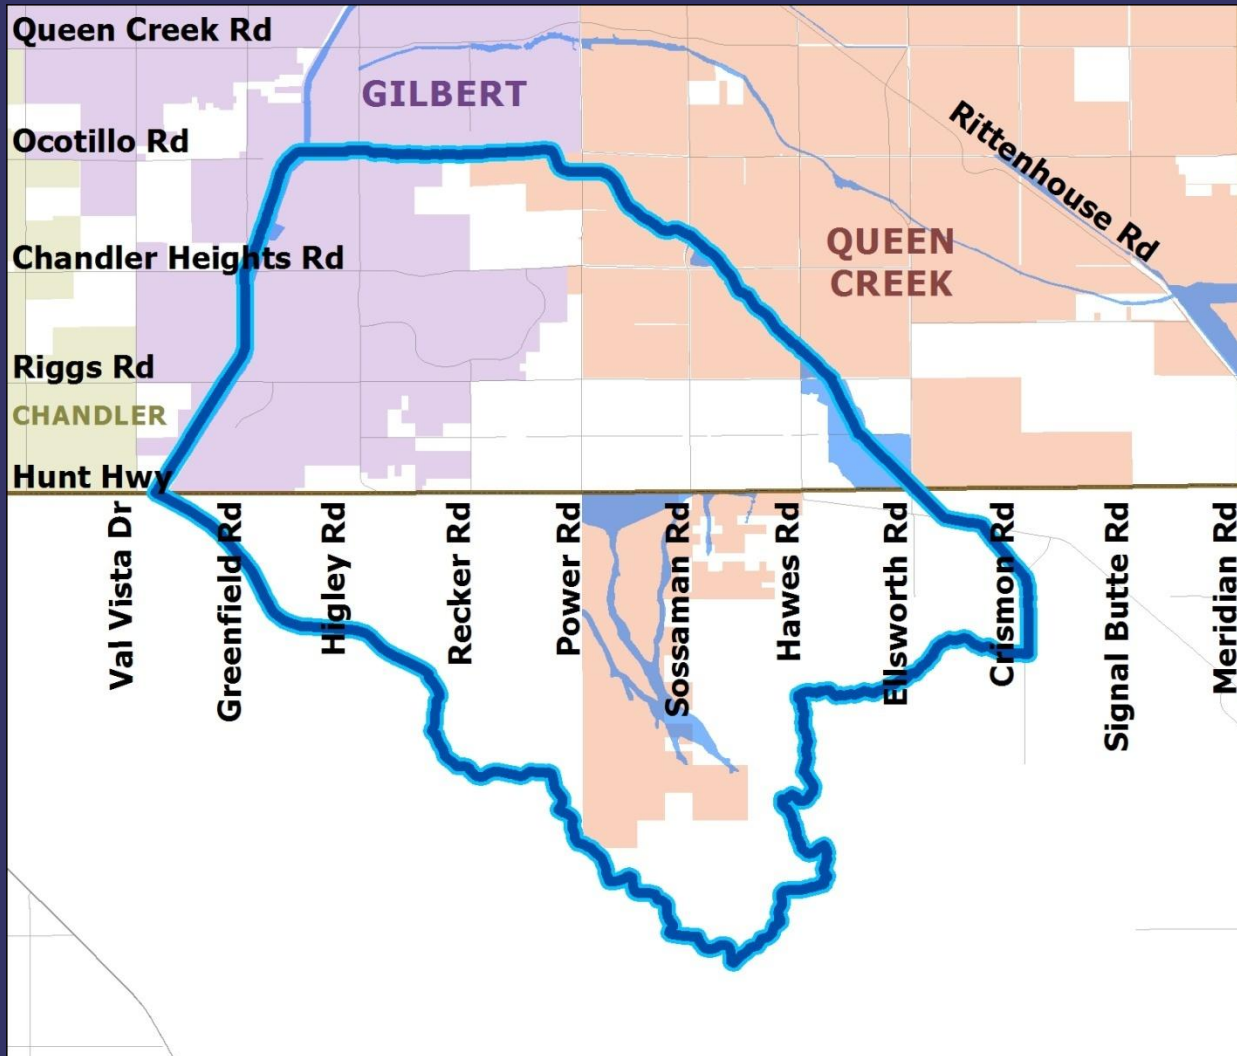 Queen Creek Rd
GILBERT
Ocotillo Rd
Rittenhouse Rd
Chandler Heights Rd
QUEEN
CREEK
Riggs Rd
CHANDLER
Hunt Hwy
Val Vista Dr
Greenfield Rd
Higley Rd
Recker Rd
Power Rd
Sossaman Rd
Hawes Rd
Ellsworth Rd
Crismon Rd
Signal Butte Rd
Meridian Rd